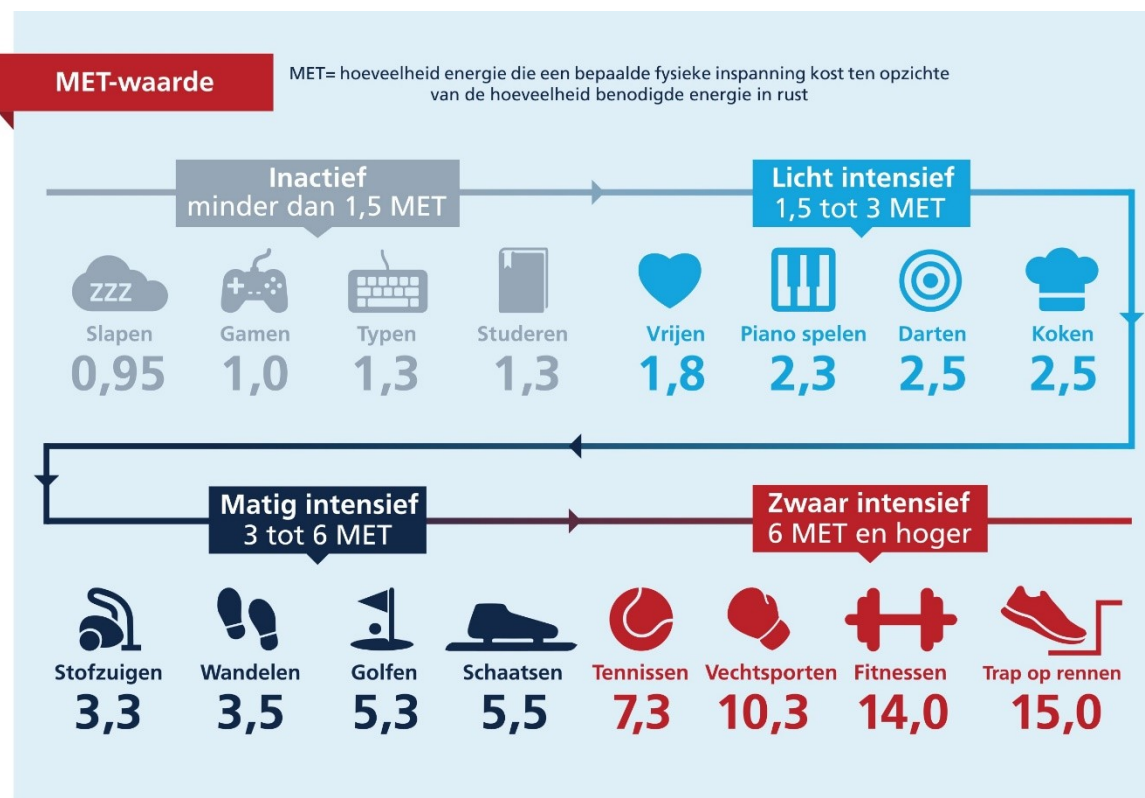 MET-waarde
MET= hoeveelheid energie die een bepaalde fysieke inspanning kost ten opzichte
van de hoeveelheid benodigde energie in rust
Inactief
minder dan 1,5 MET
zzz
Slapen
0,95
Gamen
1,0
Typen
1,3
Studeren
1,3
Licht intensief
1,5 tot 3 MET
Vrijen
1,8
Piano spelen
2,3
Darten
2,5
Koken
2,5
Matig intensief
3 tot 6 MET
Stofzuigen
3,3
Wandelen
3,5
Golfen
5,3
Schaatsen
5,5
Zwaar intensief
6 MET en hoger
Tennissen
7,3
Vechtsporten
10,3
Fitnessen
14,0
Trap op rennen
15,0